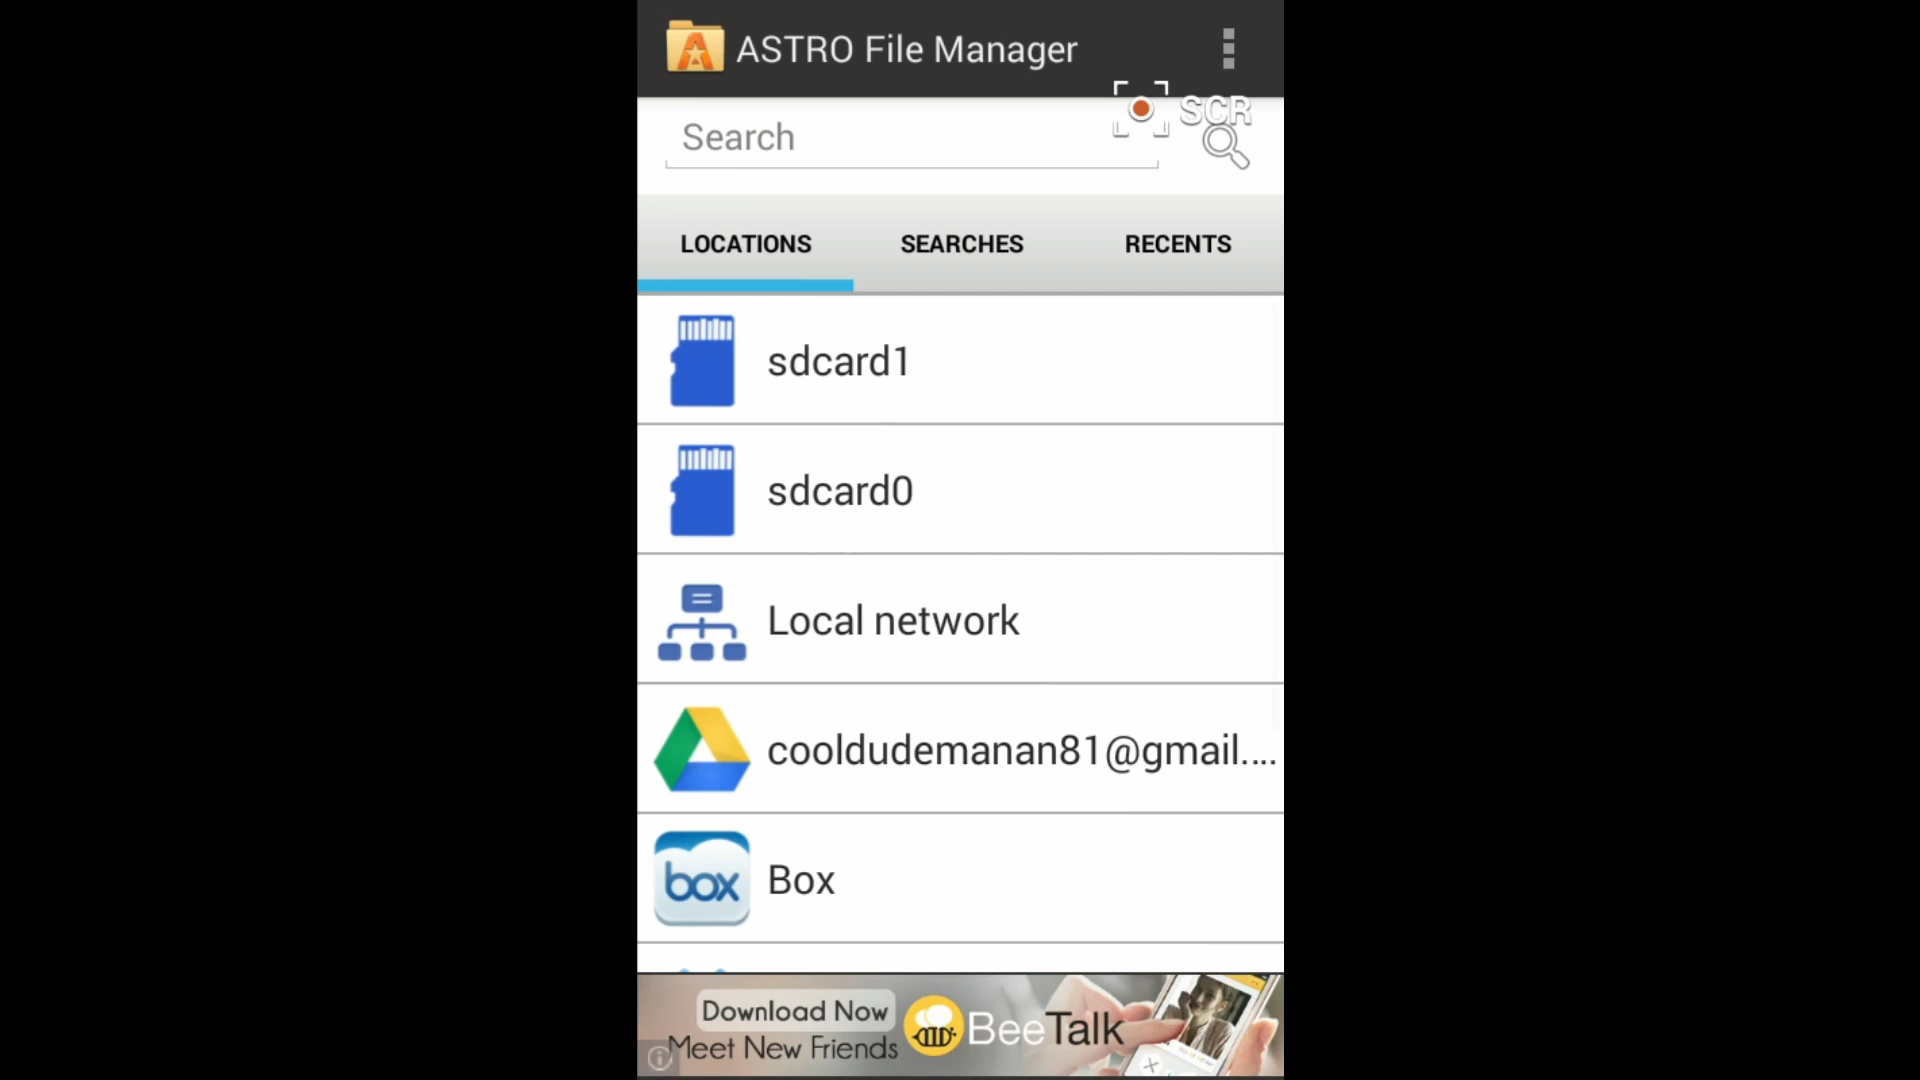 ASTRO File Manager
SCR
Search
LOCATIONS SEARCHES RECENTS
sdcard1
sdcard0
Local network
cooldudemanan81@gmail....
box Box
Download Now
Meet New Friends
BeeTalk